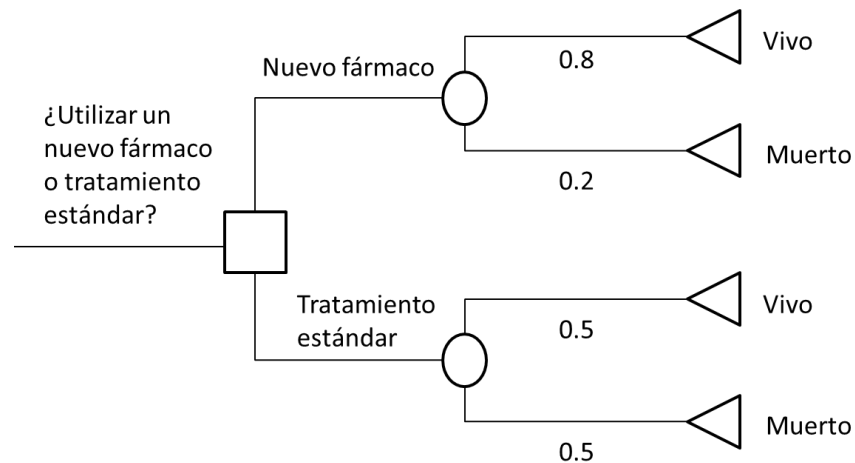 ¿Utilizar un
nuevo fármaco
o tratamiento
estándar?
Nuevo fármaco
0.8
Vivo
0.2
Muerto
Tratamiento
estándar
0.5
Vivo
0.5
Muerto